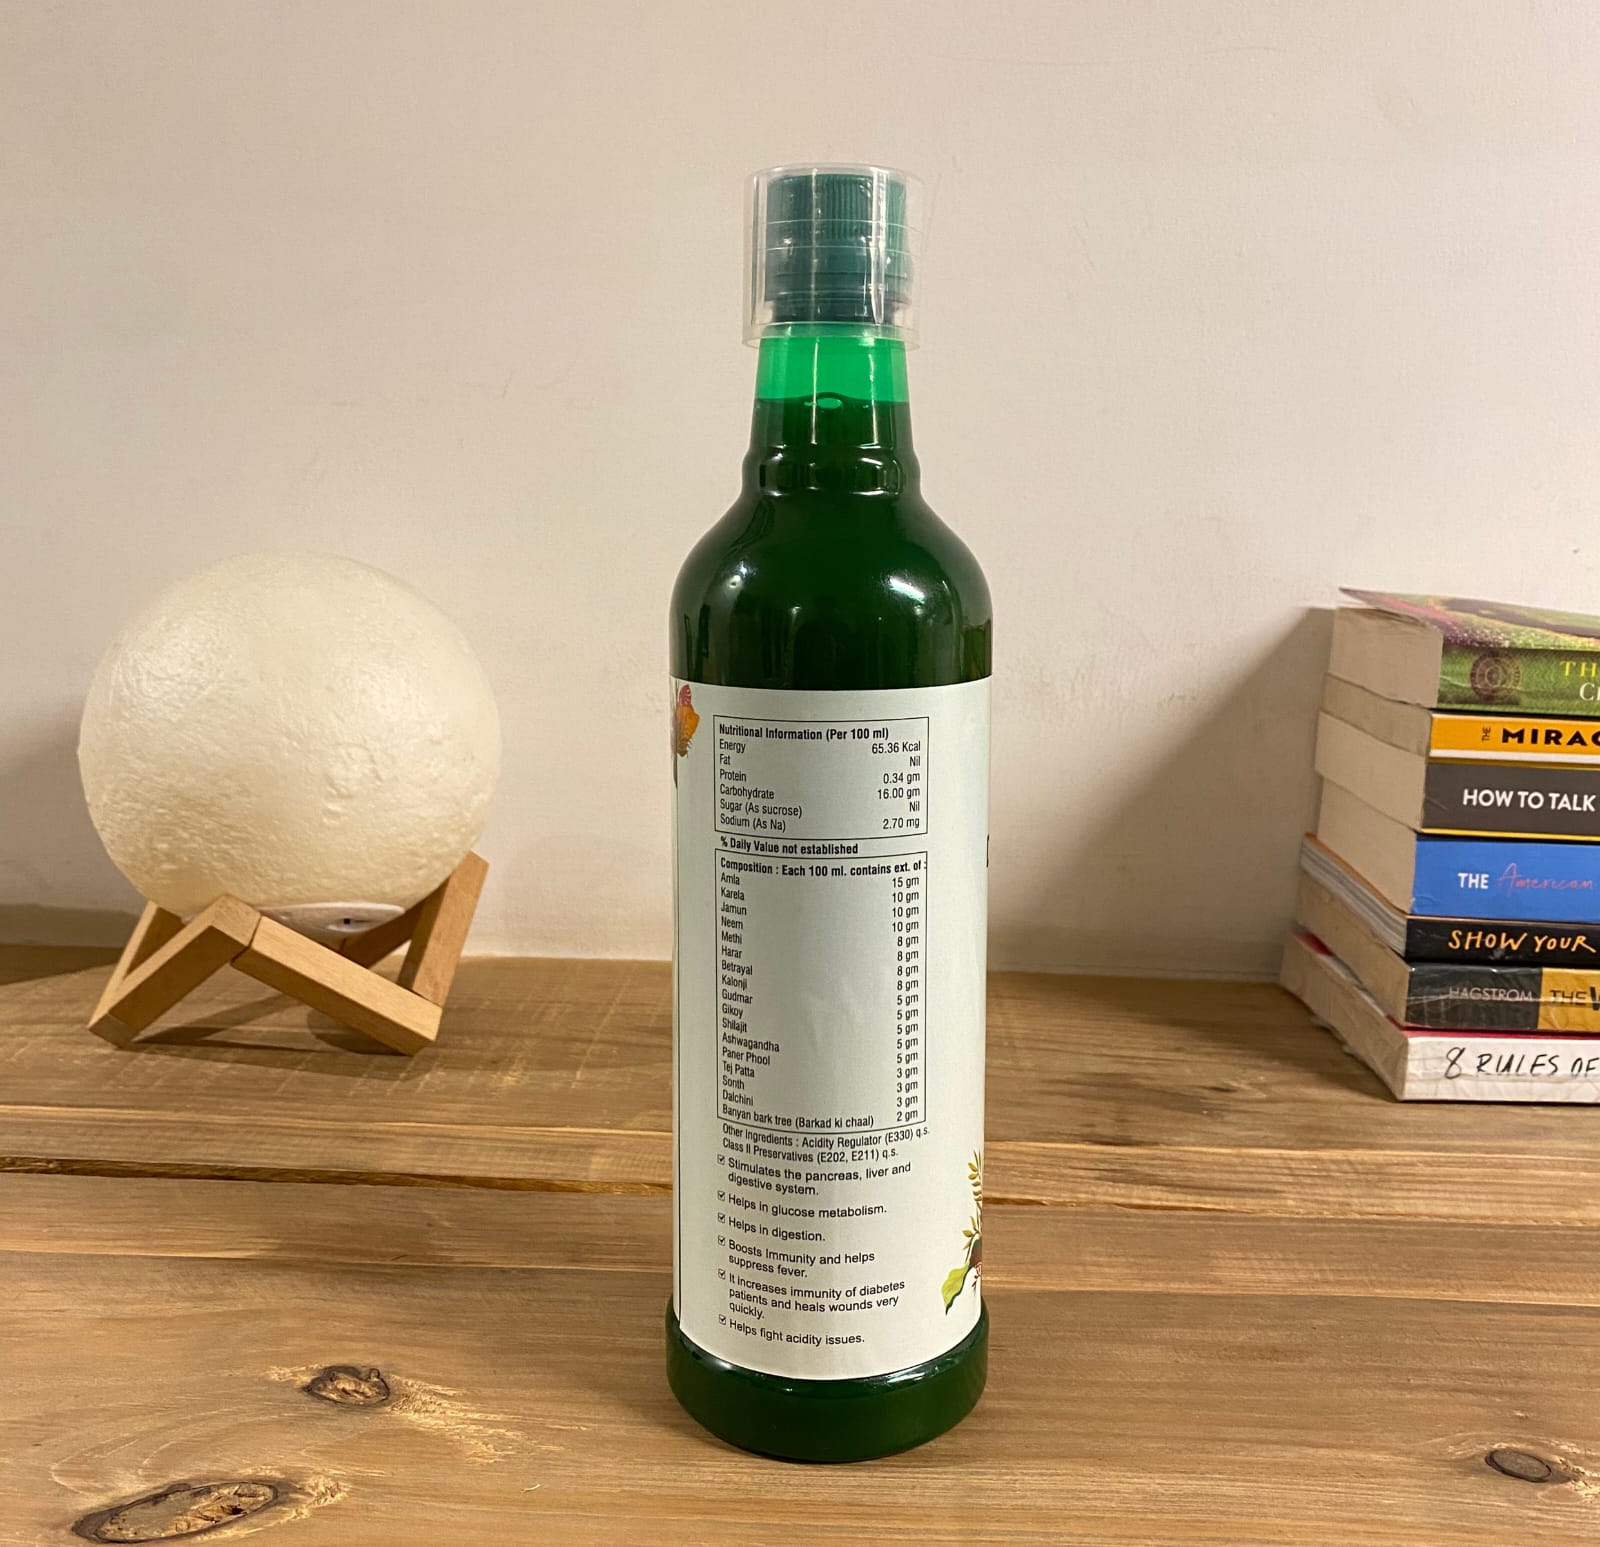 Nutritional Information (Per 100 ml)
Energy 65.36 Kcal
Fat Nil
Protein 0.34 gm
Carbohydrate 16.00 gm
Sugar (As sucrose) Nil
Sodium (As Na) 2.70 mg
% Daily Value not established
Composition : Each 100 ml. contains ext. of :
Amla 15 gm
Karela 10 gm
Jamun 10 gm
Neem 10 gm
Methi 8 gm
Harar 8 gm
Betrayal 8 gm
Kalonji 8 gm
Gudmar 5 gm
Gikoy 5 gm
Shilajit 5 gm
Ashwagandha 5 gm
Paner Phool 5 gm
Tej Patta 3 gm
Sonth 3 gm
Dalchini 3 gm
Banyan bark tree (Barkad ki chaal) 2 gm
Other Ingredients : Acidity Regulator (E330) q.s.
Class II Preservatives (E202, E211) q.s.
Stimulates the pancreas, liver and
digestive system.
Helps in glucose metabolism.
Helps in digestion.
Boosts Immunity and helps
suppress fever.
It increases immunity of diabetes
patients and heals wounds very
quickly.
Helps fight acidity issues.
THE MIRAC
HOW TO TALK
THE American
SHOW YOUR
HAGSTROM THE
8 RULES OF